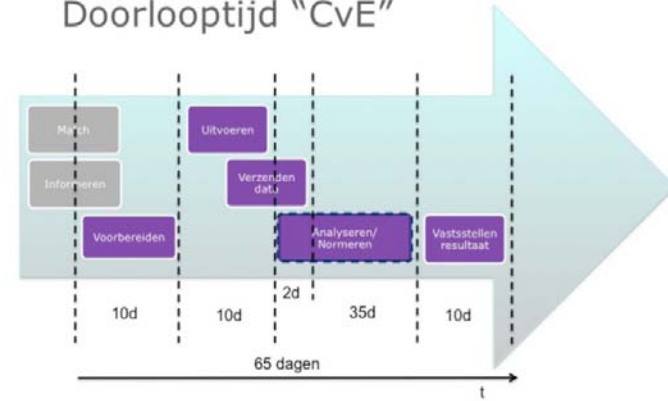 Doorlooptijd “CvE”
Match
Uitvoeren
Informeren
Verzenden
data
Voorbereiden
Analyseren/
Normeren
Vastsstellen
resultaat
10d
10d
2d
35d
10d
65 dagen
t